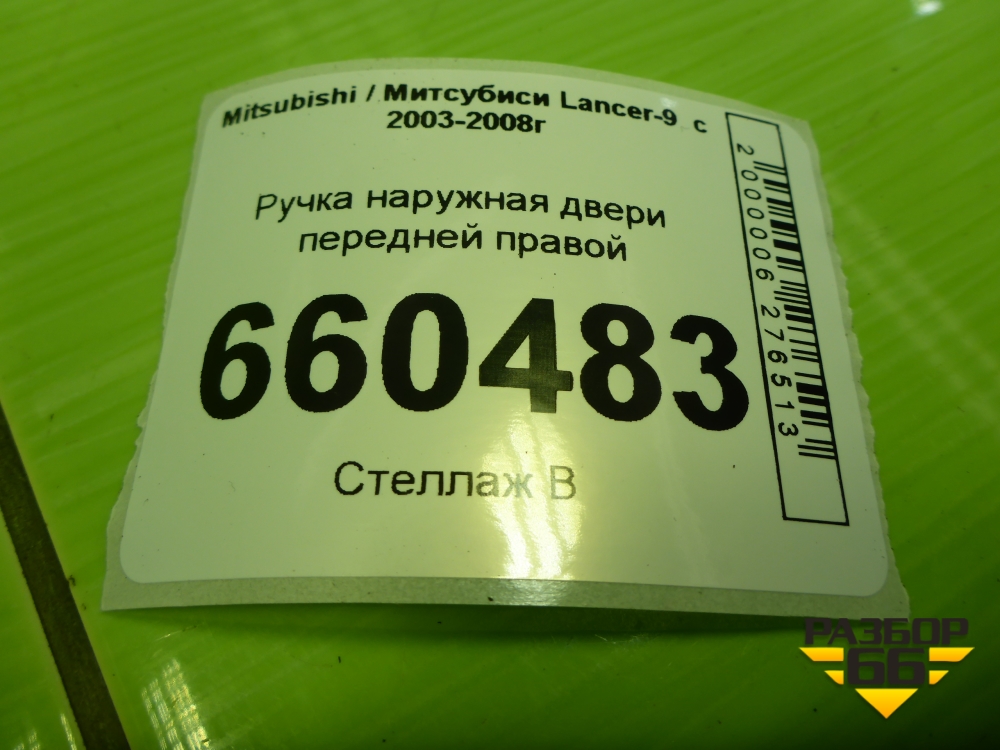 Mitsubishi / Митсубиси Lancer-9 с
2003-2008г
Ручка наружная двери
передней правой
660483
Стеллаж В
2000006276513
РАЗБОР
66